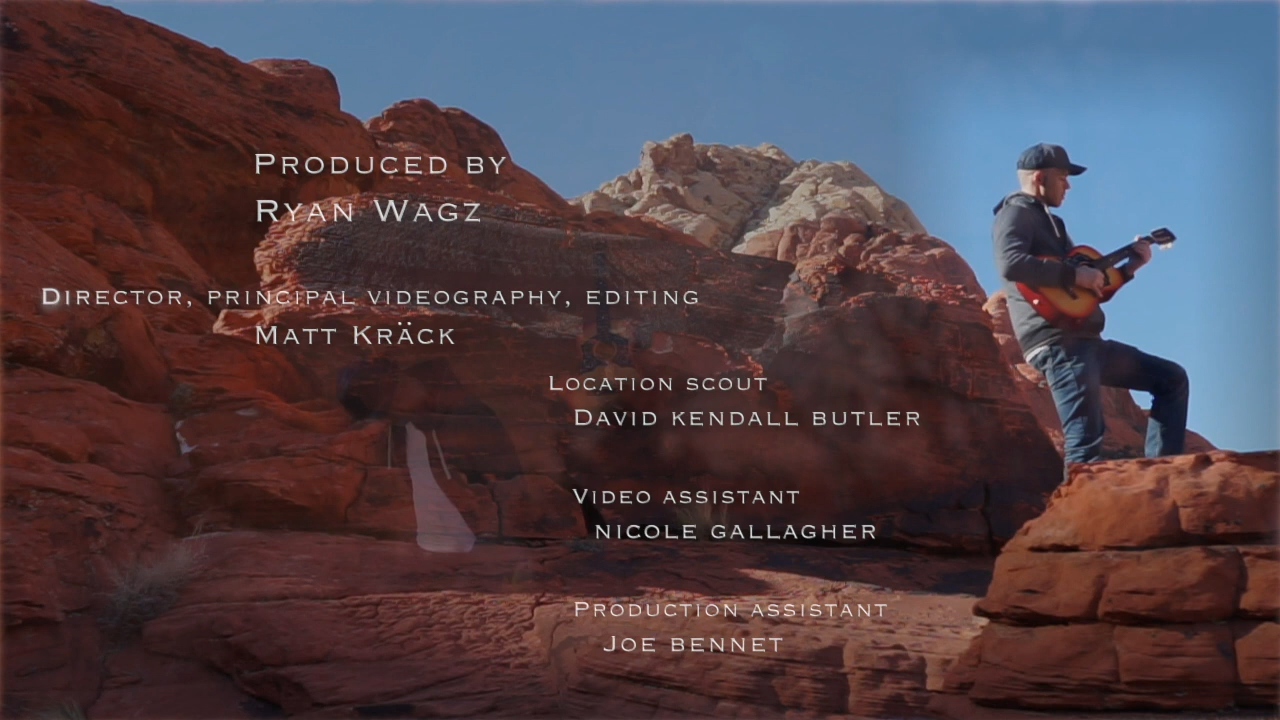 Produced by
Ryan Wagz
Director, principal videography, editing
Matt Kräck
Location scout
David Kendall Butler
Video assistant
Nicole Gallagher
Production assistant
Joe Bennet